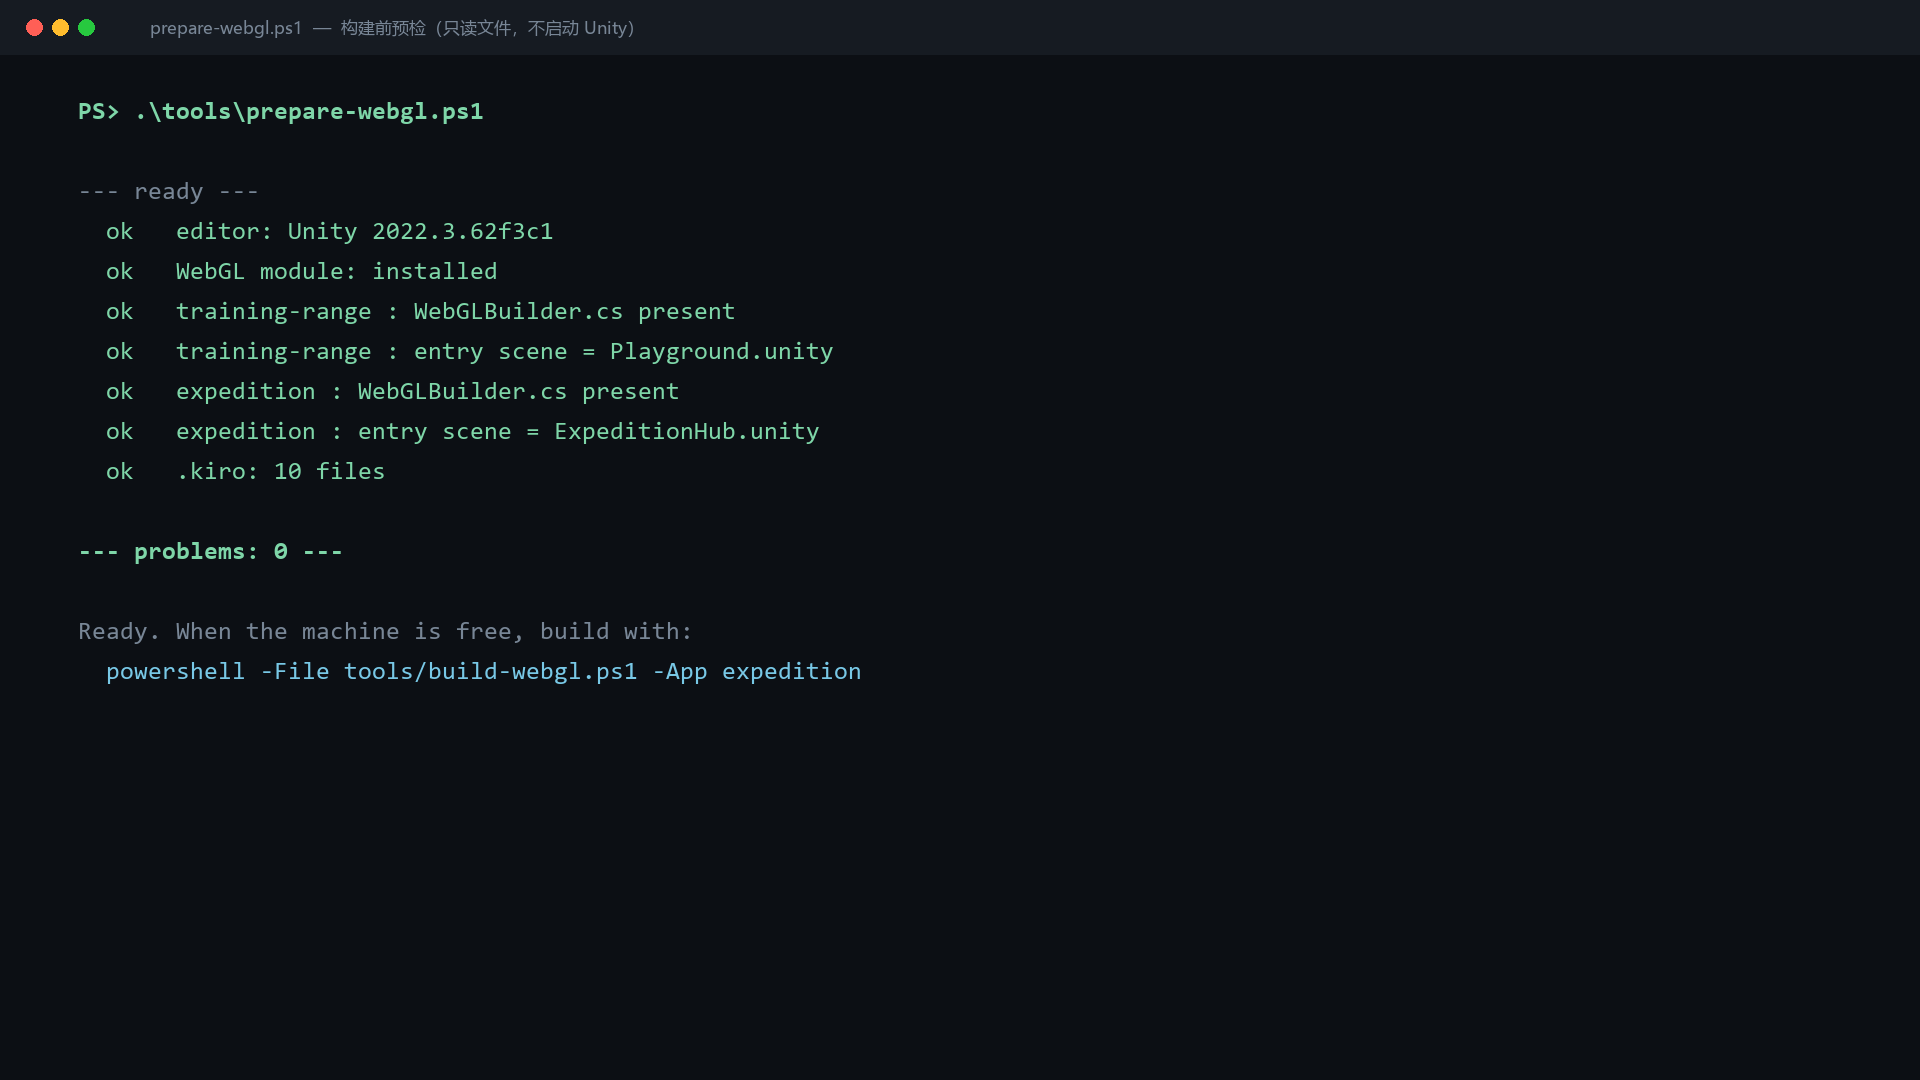 prepare-webgl.ps1 — 构建前预检（只读文件，不启动 Unity）
PS> .\tools\prepare-webgl.ps1
--- ready ---
ok   editor: Unity 2022.3.62f3c1
ok   WebGL module: installed
ok   training-range : WebGLBuilder.cs present
ok   training-range : entry scene = Playground.unity
ok   expedition : WebGLBuilder.cs present
ok   expedition : entry scene = ExpeditionHub.unity
ok   .kiro: 10 files
--- problems: 0 ---
Ready. When the machine is free, build with:
powershell -File tools/build-webgl.ps1 -App expedition